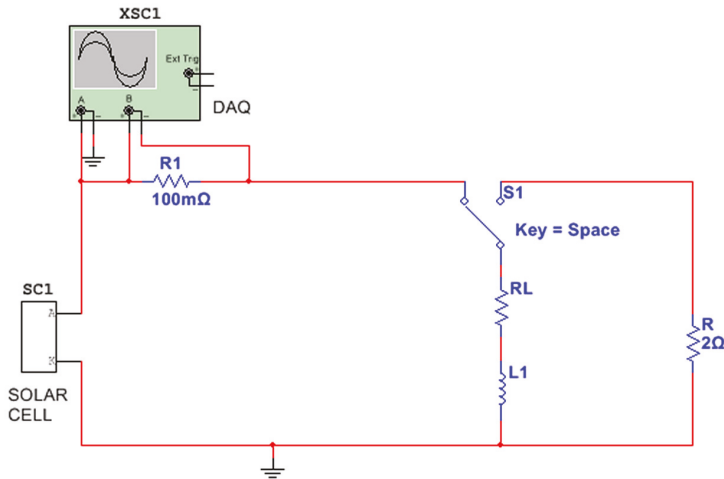 XSC1
Ext Trig
+
−
A
B
+ −
+ −
DAQ
R1
100mΩ
S1
Key = Space
SC1
A
K
SOLAR
CELL
RL
L1
R
2Ω